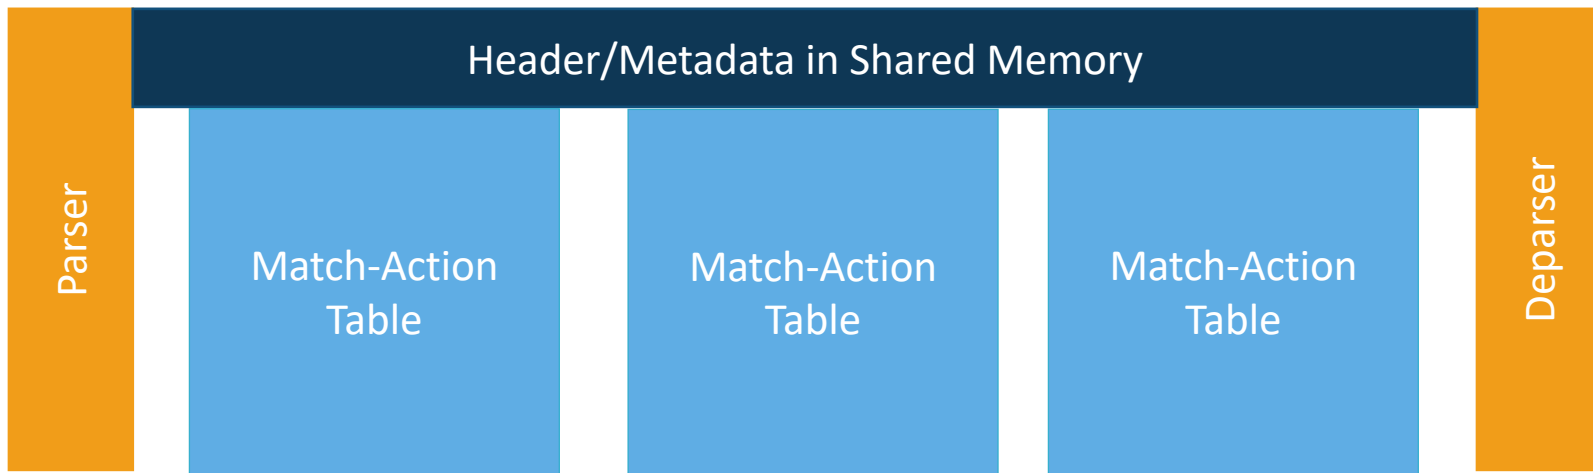 Header/Metadata in Shared Memory
Parser
Match-Action
Table
Match-Action
Table
Match-Action
Table
Deparser